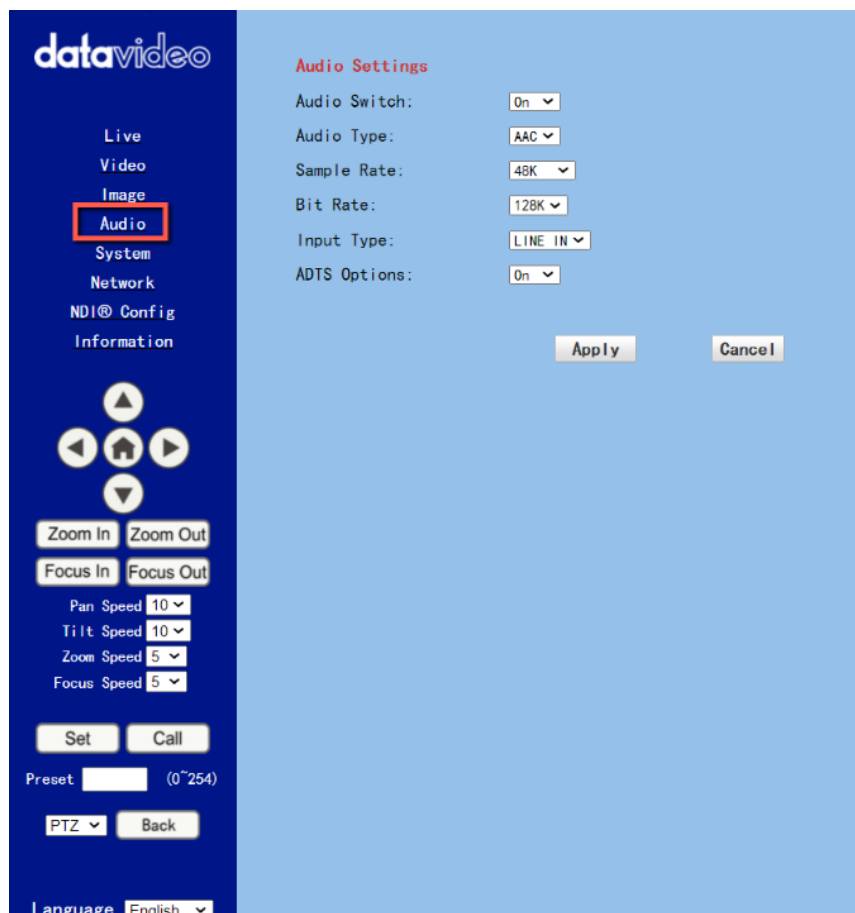 datavideo
Live
Video
Image
Audio
System
Network
NDI® Config
Information
Zoom In Zoom Out
Focus In Focus Out
Pan Speed 10
Tilt Speed 10
Zoom Speed 5
Focus Speed 5
Set Call
Preset (0~254)
PTZ Back
Language English
Audio Settings
Audio Switch: On
Audio Type: AAC
Sample Rate: 48K
Bit Rate: 128K
Input Type: LINE IN
ADTS Options: On
Apply Cancel